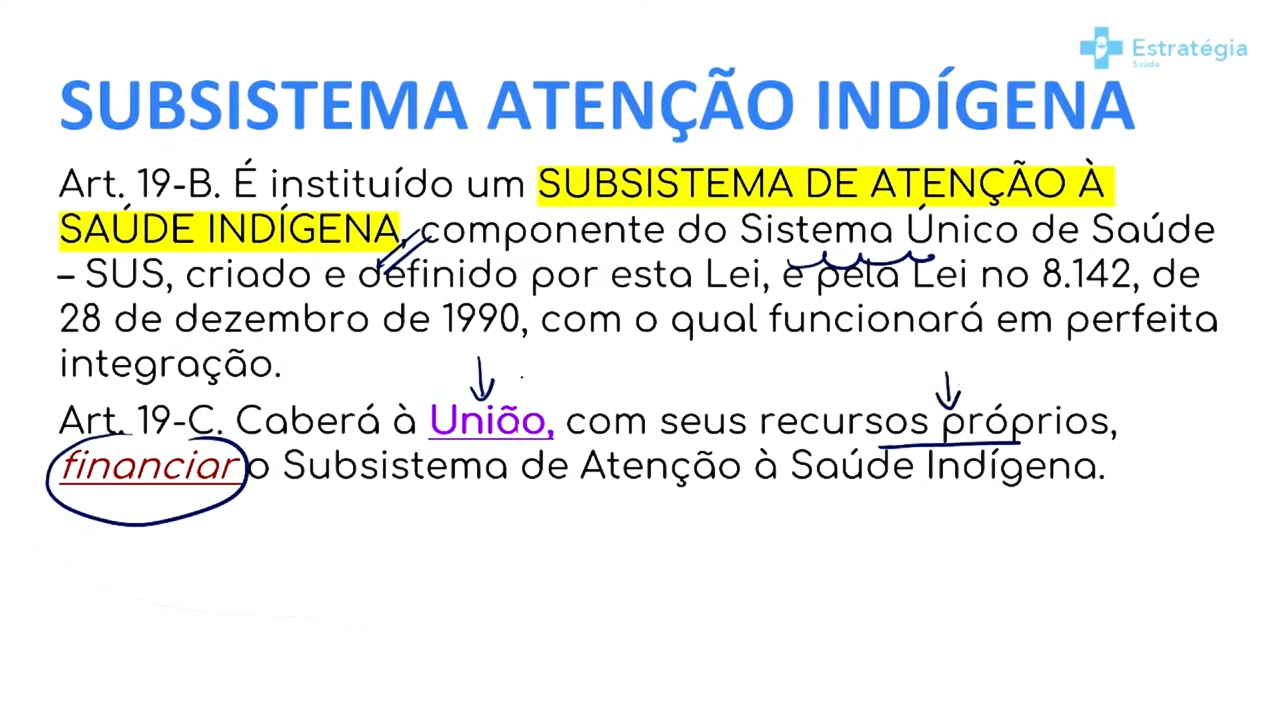 Estratégia
Saúde
SUBSISTEMA ATENÇÃO INDÍGENA
Art. 19-B. É instituído um SUBSISTEMA DE ATENÇÃO À
SAÚDE INDÍGENA, componente do Sistema Único de Saúde
– SUS, criado e definido por esta Lei, e pela Lei no 8.142, de
28 de dezembro de 1990, com o qual funcionará em perfeita
integração.
Art. 19-C. Caberá à União, com seus recursos próprios,
financiar o Subsistema de Atenção à Saúde Indígena.